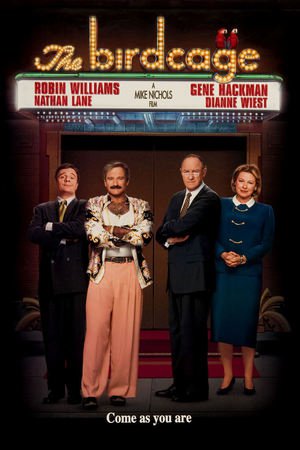 The birdcage
ROBIN WILLIAMS
NATHAN LANE
A
MIKE NICHOLS
FILM
GENE HACKMAN
DIANNE WIEST
Come as you are